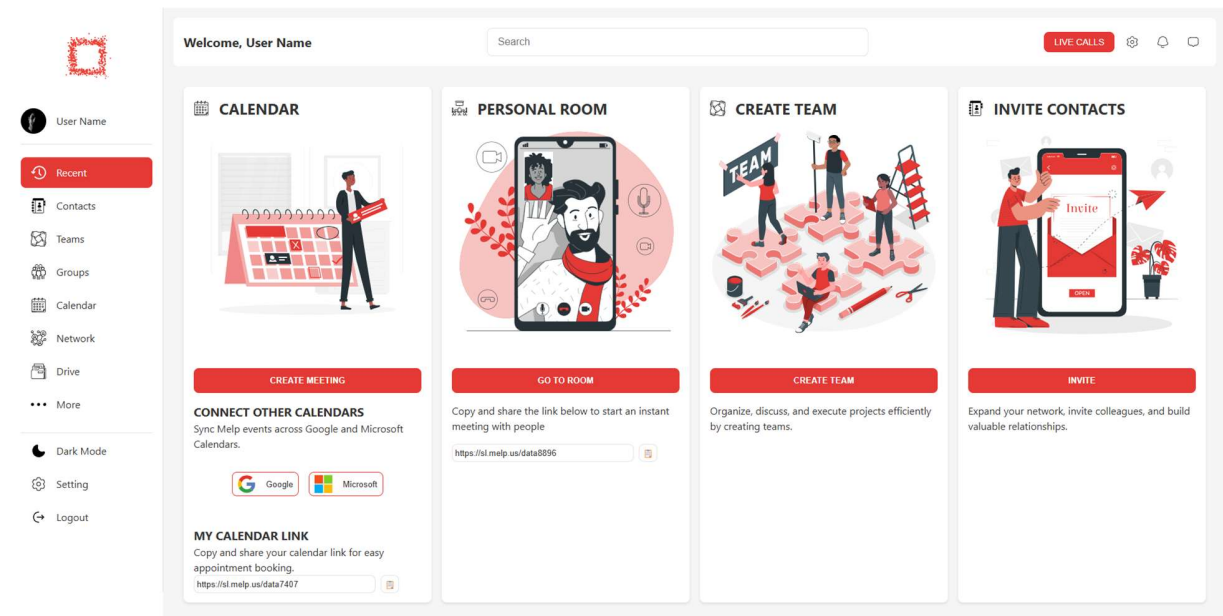 Welcome, User Name
Search
LIVE CALLS
User Name
Recent
Contacts
Teams
Groups
Calendar
Network
Drive
More
Dark Mode
Setting
Logout
CALENDAR
CREATE MEETING
CONNECT OTHER CALENDARS
Sync Melp events across Google and Microsoft
Calendars.
Google
Microsoft
MY CALENDAR LINK
Copy and share your calendar link for easy
appointment booking.
https://sl.melp.us/data7407
PERSONAL ROOM
GO TO ROOM
Copy and share the link below to start an instant
meeting with people
https://sl.melp.us/data8896
CREATE TEAM
TEAM
CREATE TEAM
Organize, discuss, and execute projects efficiently
by creating teams.
INVITE CONTACTS
Invite
OPEN
INVITE
Expand your network, invite colleagues, and build
valuable relationships.